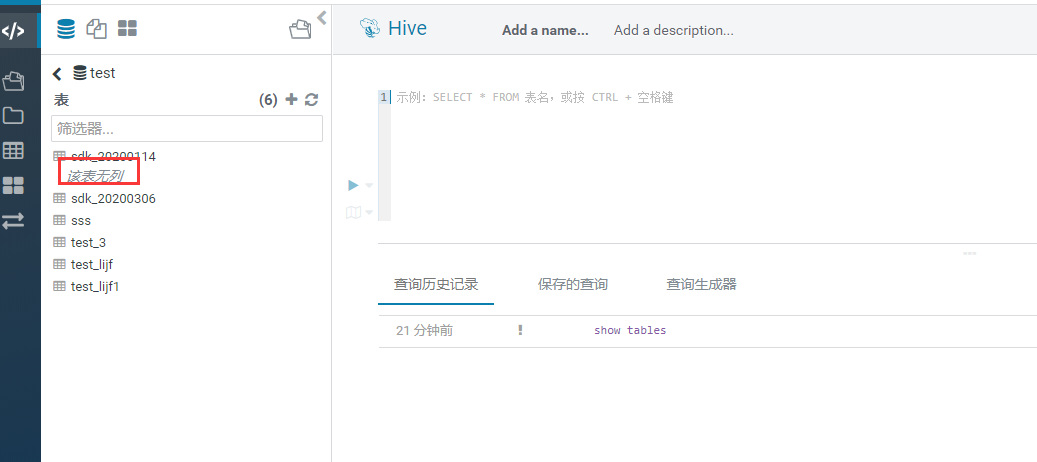 </>
Hive
Add a name...
Add a description...
test
表
(6)
筛选器...
sdk_20200114
该表无列
sdk_20200306
sss
test_3
test_lijf
test_lijf1
1
示例: SELECT * FROM 表名，或按 CTRL + 空格键
...
查询历史记录
保存的查询
查询生成器
21 分钟前
!
show tables